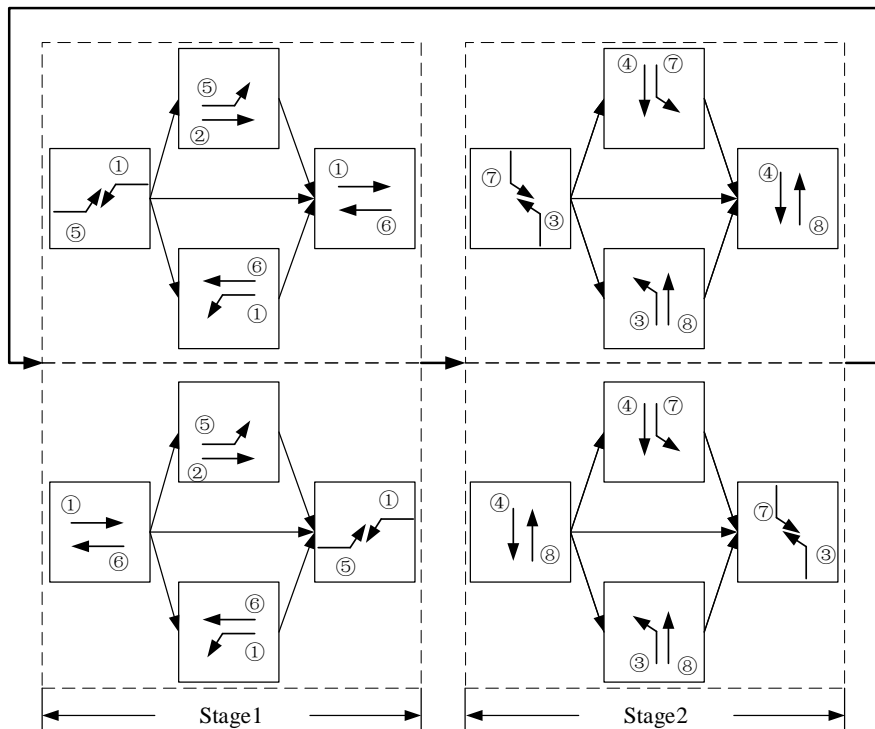 ⑤ ④ ⑦
②
① ⑦ ① ④
⑤ ③ ⑥ ⑧
⑥
① ③ ⑧
⑤ ④ ⑦
②
① ① ④ ⑦
⑥ ⑤ ⑧ ③
⑥
① ③ ⑧
Stage1 Stage2